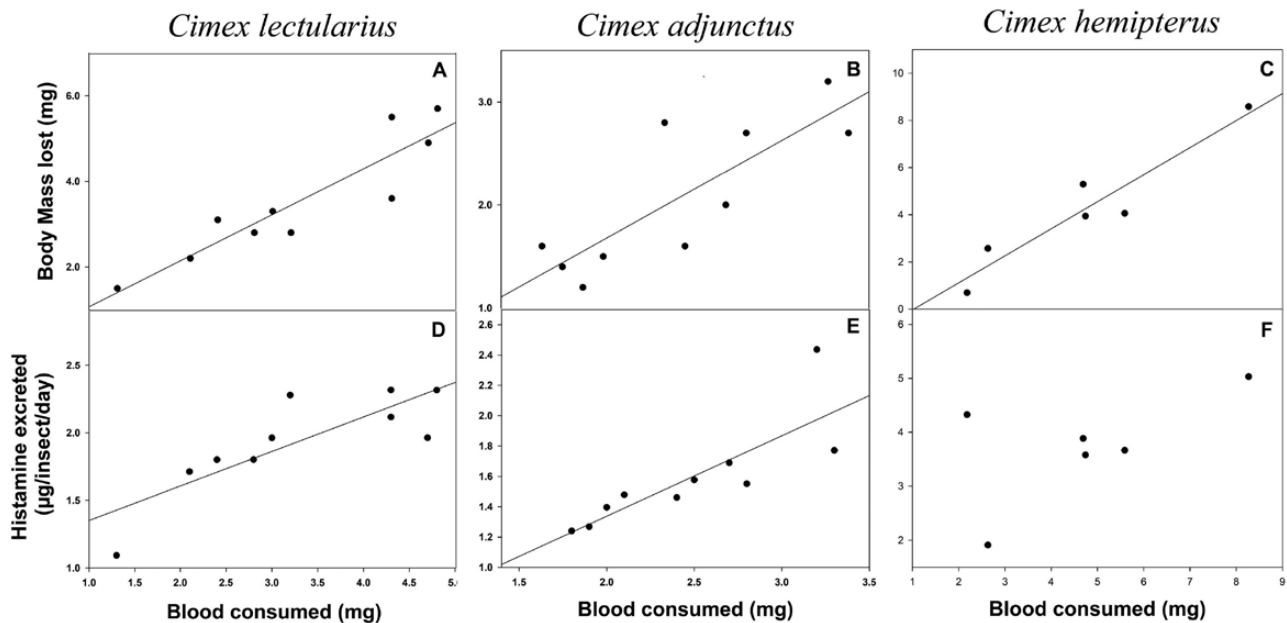 Cimex lectularius
Cimex adjunctus
Cimex hemipterus
A
B
C
Body Mass lost (mg)
6.0
4.0
2.0
3.0
2.0
1.0
10
8
6
4
2
0
D
E
F
Histamine excreted
(µg/insect/day)
2.5
2.0
1.5
1.0
2.6
2.4
2.2
2.0
1.8
1.6
1.4
1.2
1.0
6
5
4
3
2
1.0 1.5 2.0 2.5 3.0 3.5 4.0 4.5 5.0
1.5 2.0 2.5 3.0 3.5
1 2 3 4 5 6 7 8 9
Blood consumed (mg)
Blood consumed (mg)
Blood consumed (mg)